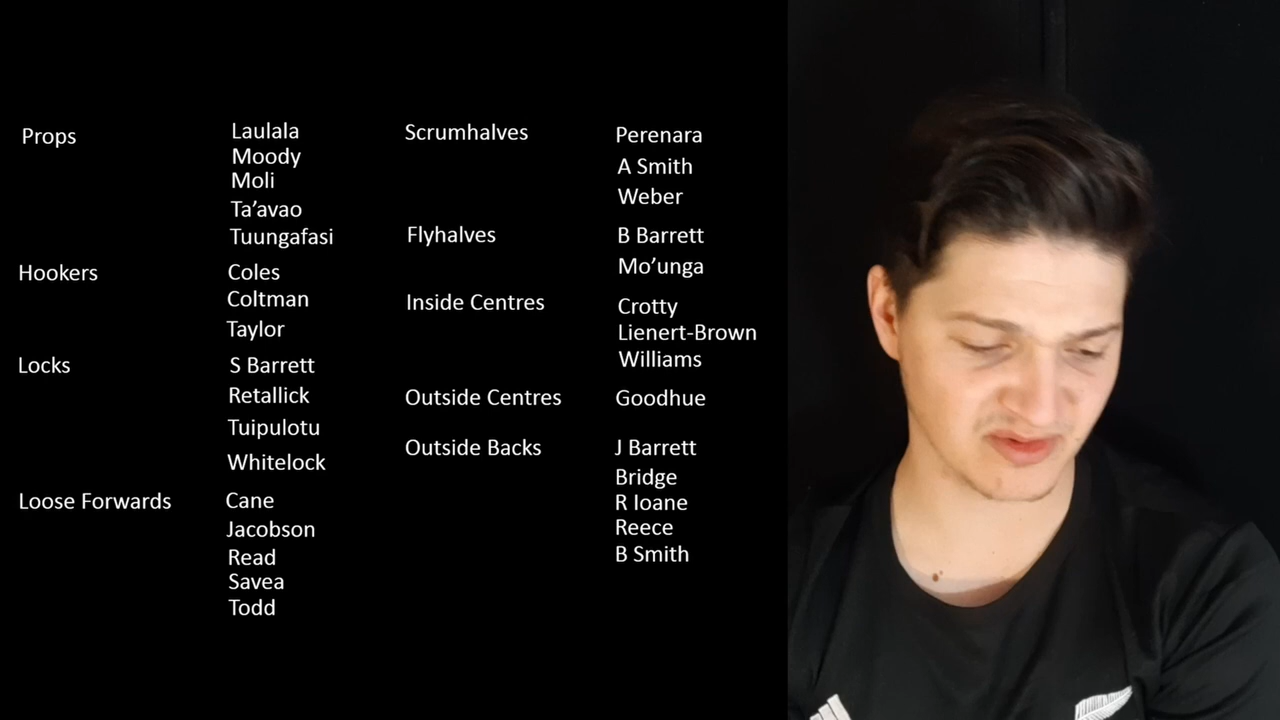 Props
Laulala
Moody
Moli
Ta’avao
Tuungafasi
Hookers
Coles
Coltman
Taylor
Locks
S Barrett
Retallick
Tuipulotu
Whitelock
Loose Forwards
Cane
Jacobson
Read
Savea
Todd
Scrumhalves
Perenara
A Smith
Weber
Flyhalves
B Barrett
Mo’unga
Inside Centres
Crotty
Lienert-Brown
Williams
Outside Centres
Goodhue
Outside Backs
J Barrett
Bridge
R Ioane
Reece
B Smith